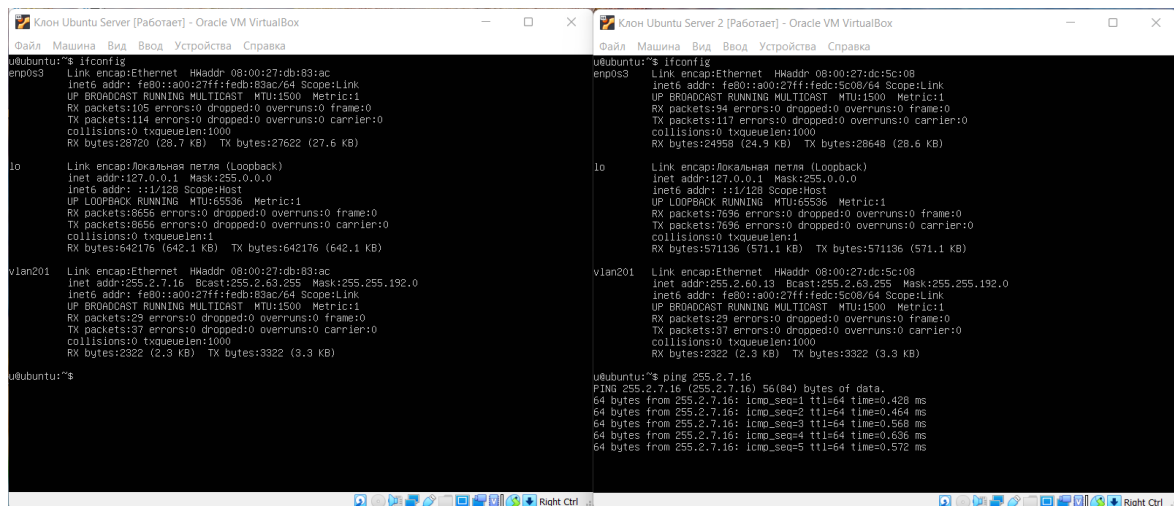 Клон Ubuntu Server [Работает] - Oracle VM VirtualBox
Файл Машина Вид Ввод Устройства Справка
u@ubuntu:~$ ifconfig
enp0s3 Link encap:Ethernet HWaddr 08:00:27:db:83:ac
inet6 addr: fe80::a00:27ff:fedb:83ac/64 Scope:Link
UP BROADCAST RUNNING MULTICAST MTU:1500 Metric:1
RX packets:105 errors:0 dropped:0 overruns:0 frame:0
TX packets:114 errors:0 dropped:0 overruns:0 carrier:0
collisions:0 txqueuelen:1000
RX bytes:28720 (28.7 KB) TX bytes:27622 (27.6 KB)
lo Link encap:Локальная петля (Loopback)
inet addr:127.0.0.1 Mask:255.0.0.0
inet6 addr: ::1/128 Scope:Host
UP LOOPBACK RUNNING MTU:65536 Metric:1
RX packets:8656 errors:0 dropped:0 overruns:0 frame:0
TX packets:8656 errors:0 dropped:0 overruns:0 carrier:0
collisions:0 txqueuelen:1
RX bytes:642176 (642.1 KB) TX bytes:642176 (642.1 KB)
vlan201 Link encap:Ethernet HWaddr 08:00:27:db:83:ac
inet addr:255.2.7.16 Bcast:255.2.63.255 Mask:255.255.192.0
inet6 addr: fe80::a00:27ff:fedb:83ac/64 Scope:Link
UP BROADCAST RUNNING MULTICAST MTU:1500 Metric:1
RX packets:29 errors:0 dropped:0 overruns:0 frame:0
TX packets:37 errors:0 dropped:0 overruns:0 carrier:0
collisions:0 txqueuelen:1000
RX bytes:2322 (2.3 KB) TX bytes:3322 (3.3 KB)
u@ubuntu:~$
Right Ctrl
Клон Ubuntu Server 2 [Работает] - Oracle VM VirtualBox
Файл Машина Вид Ввод Устройства Справка
u@ubuntu:~$ ifconfig
enp0s3 Link encap:Ethernet HWaddr 08:00:27:dc:5c:08
inet6 addr: fe80::a00:27ff:fedc:5c08/64 Scope:Link
UP BROADCAST RUNNING MULTICAST MTU:1500 Metric:1
RX packets:94 errors:0 dropped:0 overruns:0 frame:0
TX packets:117 errors:0 dropped:0 overruns:0 carrier:0
collisions:0 txqueuelen:1000
RX bytes:24958 (24.9 KB) TX bytes:28648 (28.6 KB)
lo Link encap:Локальная петля (Loopback)
inet addr:127.0.0.1 Mask:255.0.0.0
inet6 addr: ::1/128 Scope:Host
UP LOOPBACK RUNNING MTU:65536 Metric:1
RX packets:7696 errors:0 dropped:0 overruns:0 frame:0
TX packets:7696 errors:0 dropped:0 overruns:0 carrier:0
collisions:0 txqueuelen:1
RX bytes:571136 (571.1 KB) TX bytes:571136 (571.1 KB)
vlan201 Link encap:Ethernet HWaddr 08:00:27:dc:5c:08
inet addr:255.2.60.13 Bcast:255.2.63.255 Mask:255.255.192.0
inet6 addr: fe80::a00:27ff:fedc:5c08/64 Scope:Link
UP BROADCAST RUNNING MULTICAST MTU:1500 Metric:1
RX packets:29 errors:0 dropped:0 overruns:0 frame:0
TX packets:37 errors:0 dropped:0 overruns:0 carrier:0
collisions:0 txqueuelen:1000
RX bytes:2322 (2.3 KB) TX bytes:3322 (3.3 KB)
u@ubuntu:~$ ping 255.2.7.16
PING 255.2.7.16 (255.2.7.16) 56(84) bytes of data.
64 bytes from 255.2.7.16: icmp_seq=1 ttl=64 time=0.428 ms
64 bytes from 255.2.7.16: icmp_seq=2 ttl=64 time=0.464 ms
64 bytes from 255.2.7.16: icmp_seq=3 ttl=64 time=0.568 ms
64 bytes from 255.2.7.16: icmp_seq=4 ttl=64 time=0.636 ms
64 bytes from 255.2.7.16: icmp_seq=5 ttl=64 time=0.572 ms
Right Ctrl